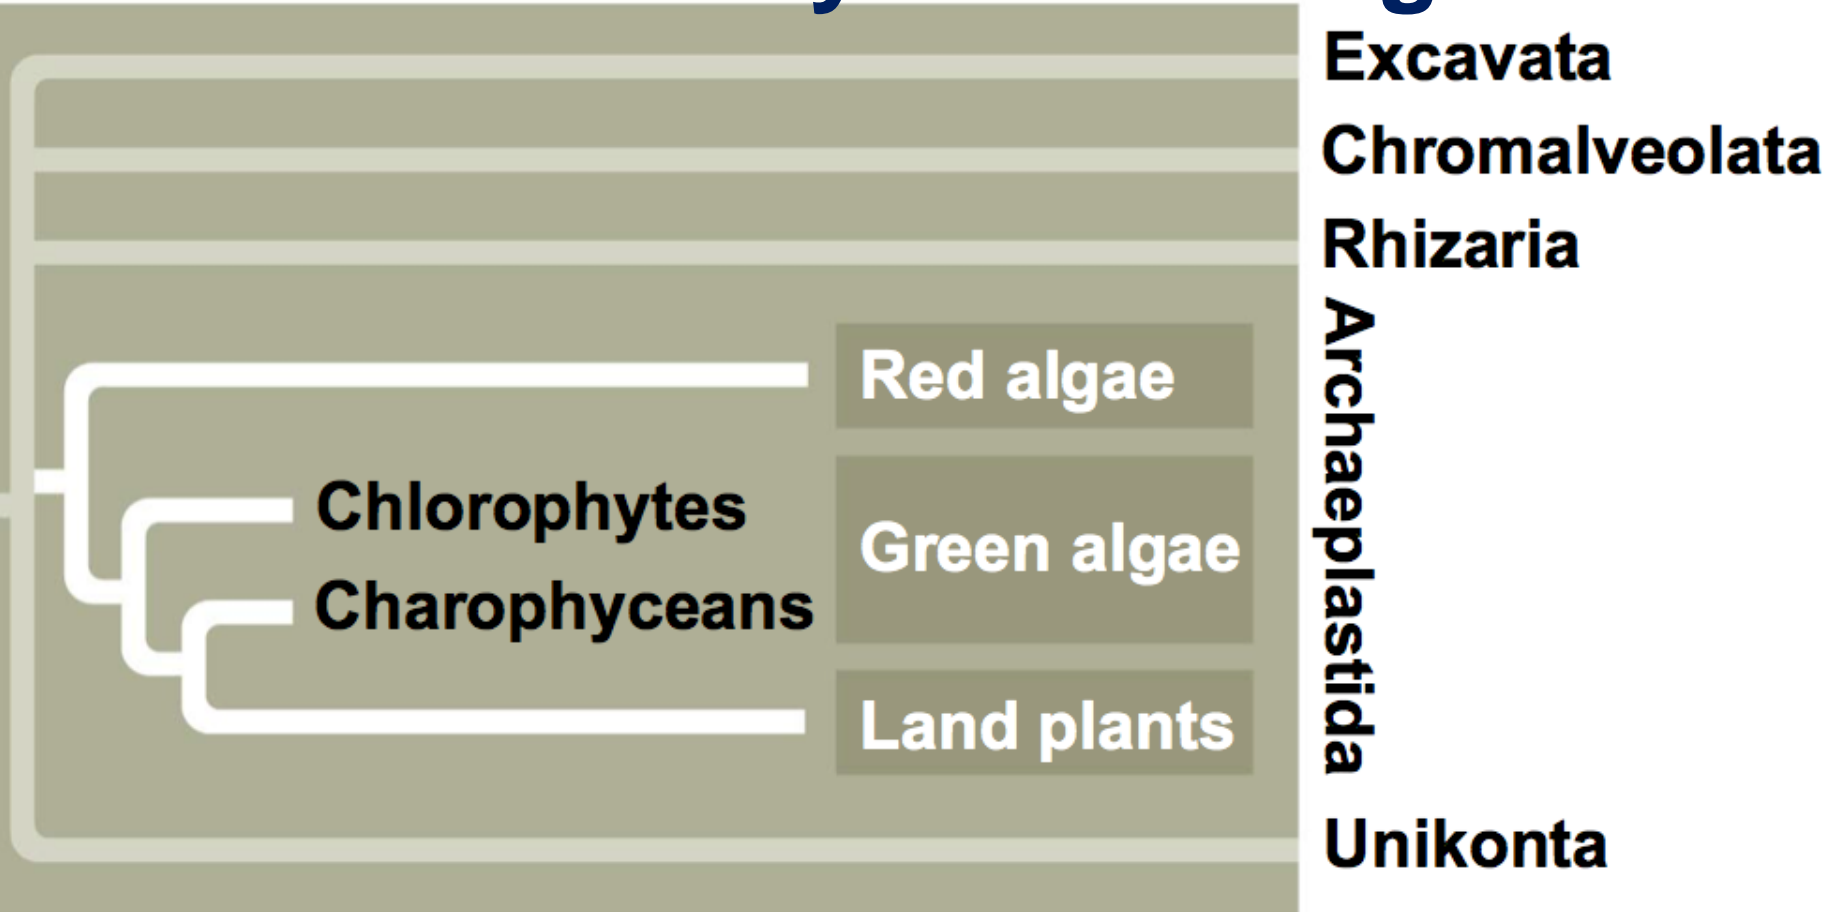 Excavata
Chromalveolata
Rhizaria
Archaeplastida
Red algae
Chlorophytes
Green algae
Charophyceans
Land plants
Unikonta